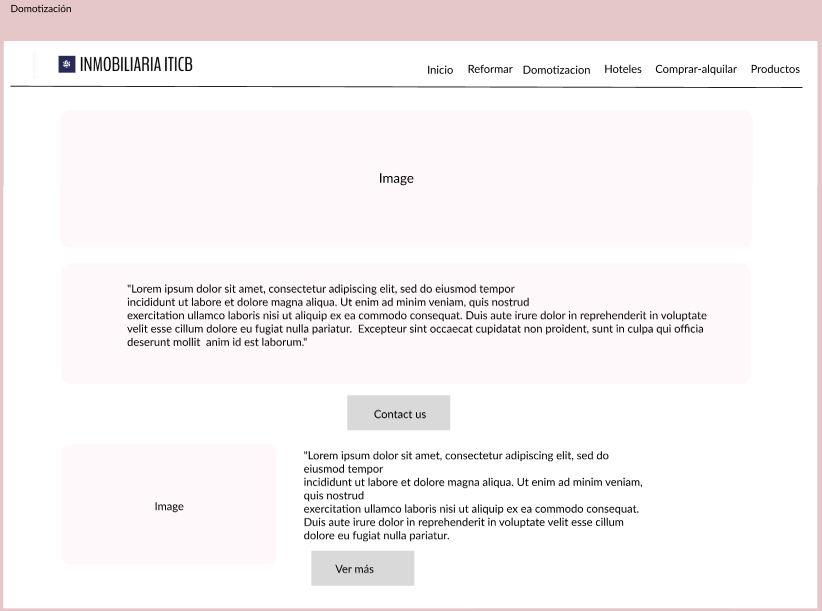 Domotización
INMOBILIARIA ITICB
Inicio Reformar Domotizacion Hoteles Comprar-alquilar Productos
Image
"Lorem ipsum dolor sit amet, consectetur adipiscing elit, sed do eiusmod tempor
incididunt ut labore et dolore magna aliqua. Ut enim ad minim veniam, quis nostrud
exercitation ullamco laboris nisi ut aliquip ex ea commodo consequat. Duis aute irure dolor in reprehenderit in voluptate
velit esse cillum dolore eu fugiat nulla pariatur. Excepteur sint occaecat cupidatat non proident, sunt in culpa qui officia
deserunt mollit anim id est laborum."
Contact us
Image
"Lorem ipsum dolor sit amet, consectetur adipiscing elit, sed do
eiusmod tempor
incididunt ut labore et dolore magna aliqua. Ut enim ad minim veniam,
quis nostrud
exercitation ullamco laboris nisi ut aliquip ex ea commodo consequat.
Duis aute irure dolor in reprehenderit in voluptate velit esse cillum
dolore eu fugiat nulla pariatur.
Ver más